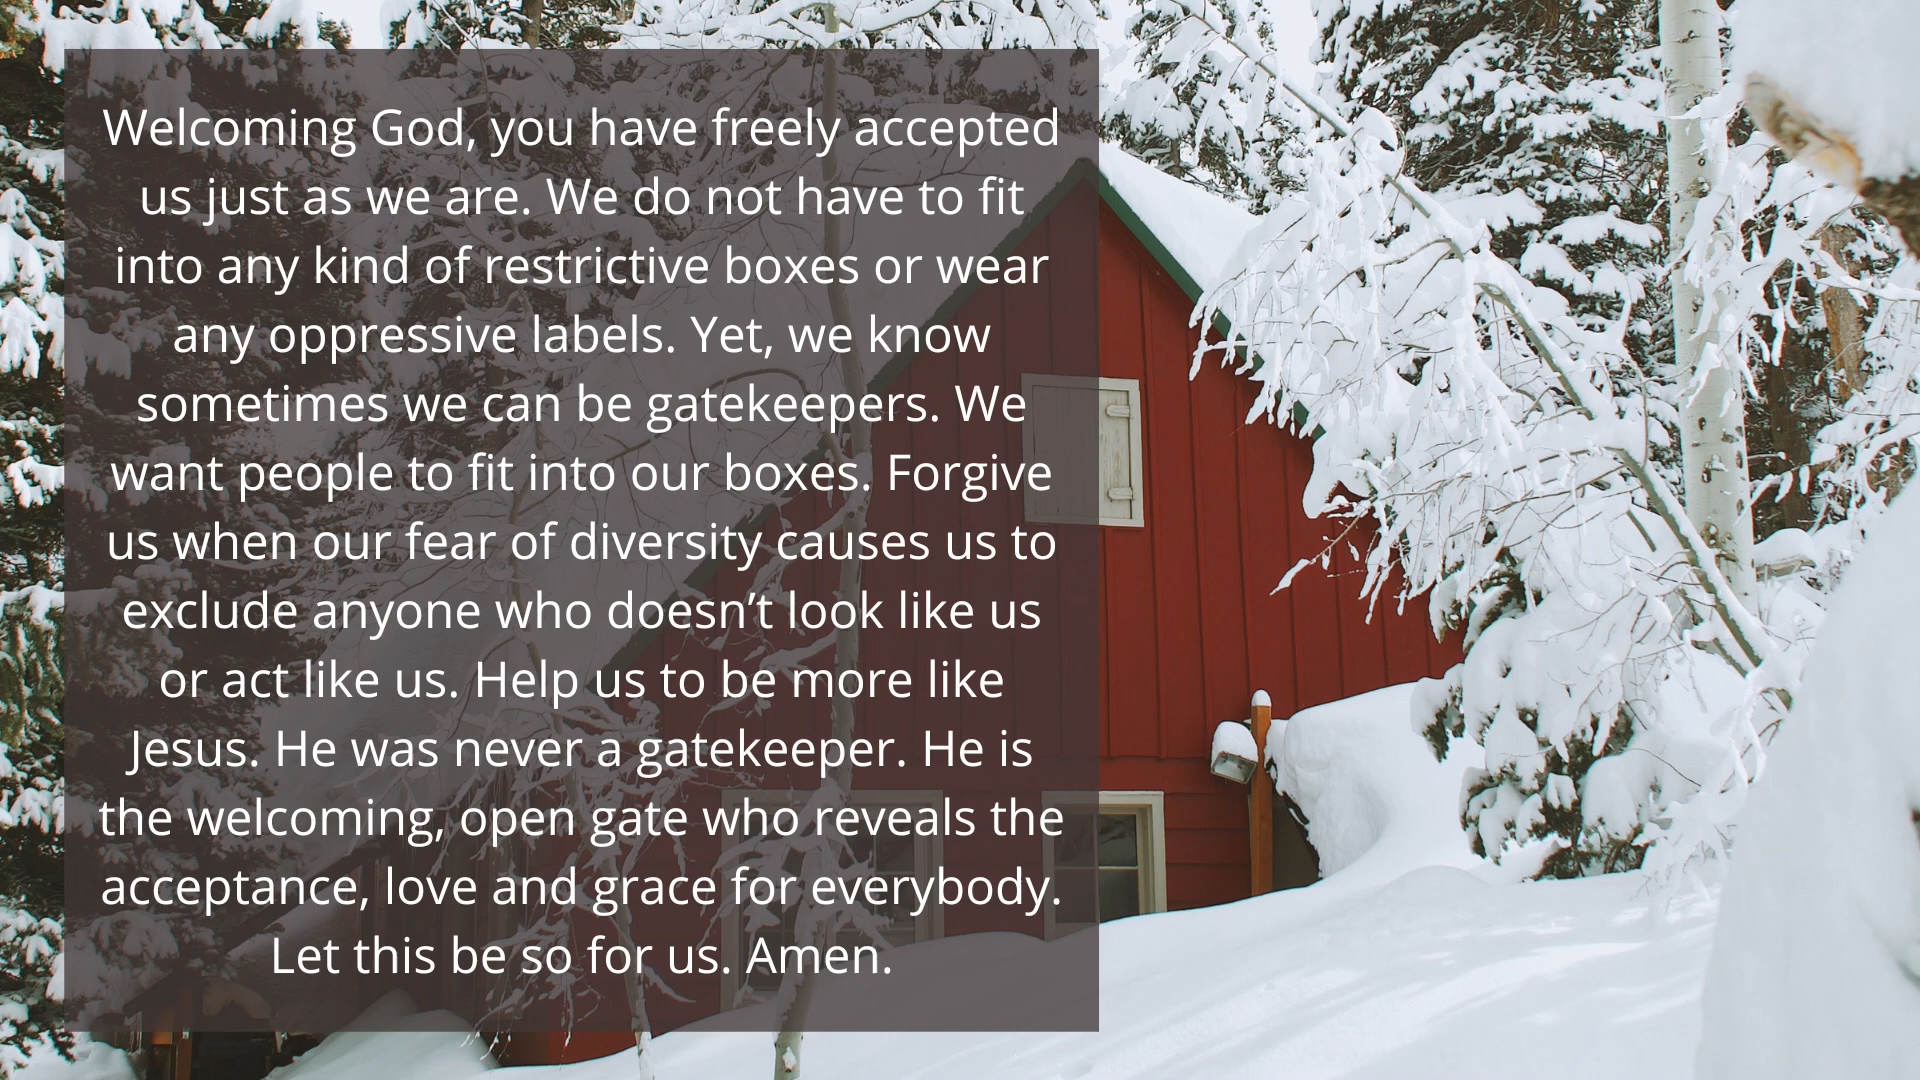 Welcoming God, you have freely accepted
us just as we are. We do not have to fit
into any kind of restrictive boxes or wear
any oppressive labels. Yet, we know
sometimes we can be gatekeepers. We
want people to fit into our boxes. Forgive
us when our fear of diversity causes us to
exclude anyone who doesn’t look like us
or act like us. Help us to be more like
Jesus. He was never a gatekeeper. He is
the welcoming, open gate who reveals the
acceptance, love and grace for everybody.
Let this be so for us. Amen.